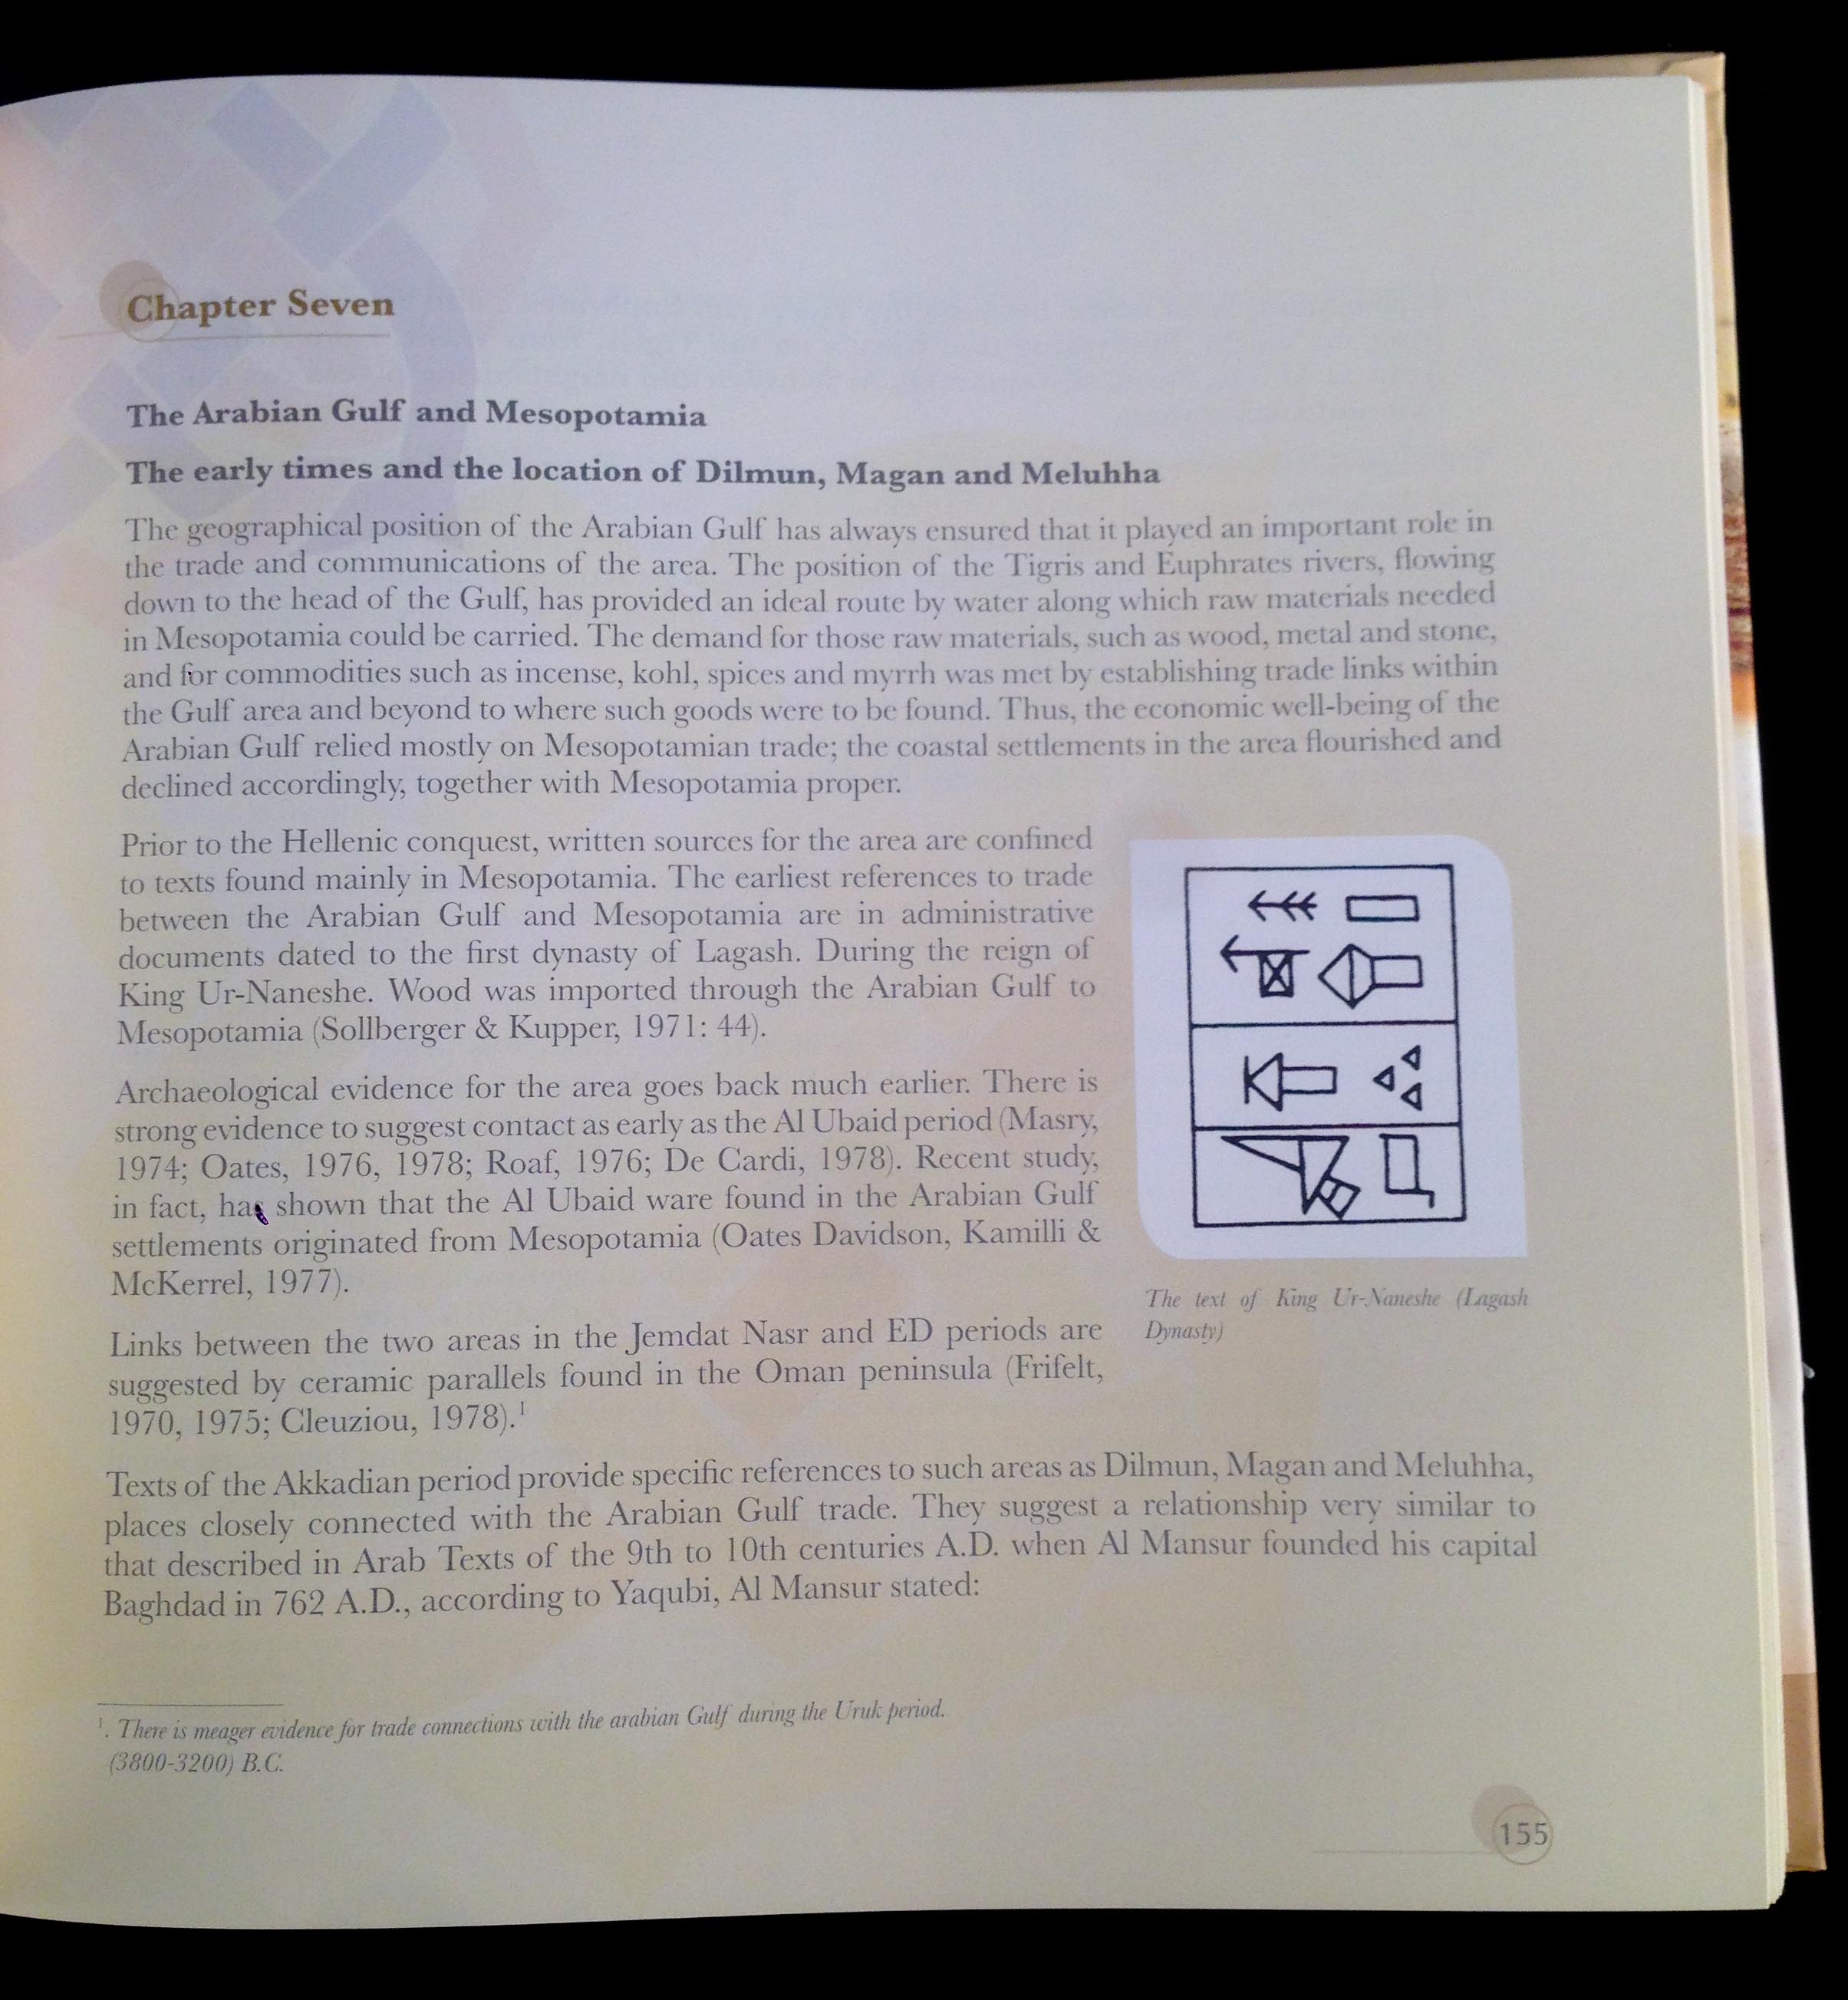 Chapter Seven
The Arabian Gulf and Mesopotamia
The early times and the location of Dilmun, Magan and Meluhha
The geographical position of the Arabian Gulf has always ensured that it played an important role in
the trade and communications of the area. The position of the Tigris and Euphrates rivers, flowing
down to the head of the Gulf, has provided an ideal route by water along which raw materials needed
in Mesopotamia could be carried. The demand for those raw materials, such as wood, metal and stone,
and for commodities such as incense, kohl, spices and myrrh was met by establishing trade links within
the Gulf area and beyond to where such goods were to be found. Thus, the economic well-being of the
Arabian Gulf relied mostly on Mesopotamian trade; the coastal settlements in the area flourished and
declined accordingly, together with Mesopotamia proper.
Prior to the Hellenic conquest, written sources for the area are confined
to texts found mainly in Mesopotamia. The earliest references to trade
between the Arabian Gulf and Mesopotamia are in administrative
documents dated to the first dynasty of Lagash. During the reign of
King Ur-Naneshe. Wood was imported through the Arabian Gulf to
Mesopotamia (Sollberger & Kupper, 1971: 44).
Archaeological evidence for the area goes back much earlier. There is
strong evidence to suggest contact as early as the Al Ubaid period (Masry,
1974; Oates, 1976, 1978; Roaf, 1976; De Cardi, 1978). Recent study,
in fact, has shown that the Al Ubaid ware found in the Arabian Gulf
settlements originated from Mesopotamia (Oates Davidson, Kamilli &
McKerrel, 1977).
The text of King Ur-Naneshe (Lagash
Dynasty)
Links between the two areas in the Jemdat Nasr and ED periods are
suggested by ceramic parallels found in the Oman peninsula (Frifelt,
1970, 1975; Cleuziou, 1978).¹
Texts of the Akkadian period provide specific references to such areas as Dilmun, Magan and Meluhha,
places closely connected with the Arabian Gulf trade. They suggest a relationship very similar to
that described in Arab Texts of the 9th to 10th centuries A.D. when Al Mansur founded his capital
Baghdad in 762 A.D., according to Yaqubi, Al Mansur stated:
¹. There is meager evidence for trade connections with the arabian Gulf during the Uruk period.
(3800-3200) B.C.
155